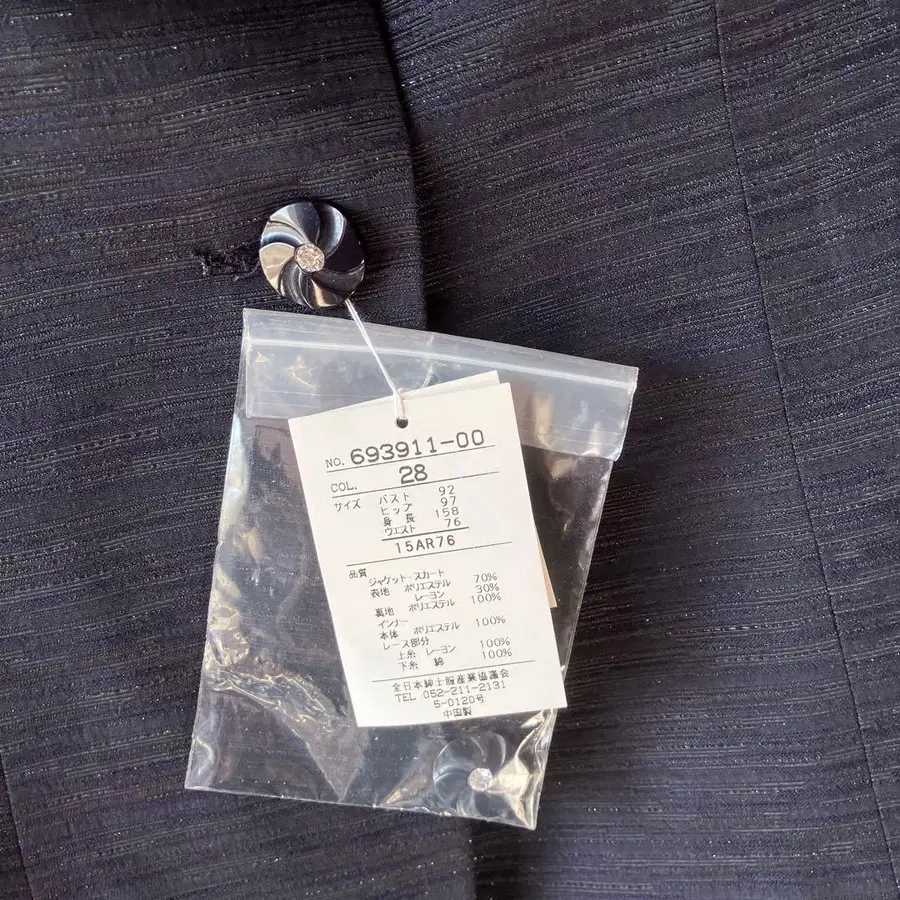 NO. 693911-00
COL. 28
サイズ バスト 92
ヒップ 97
身長 158
ウエスト 76
15AR76
品質
ジャケット・スカート
表地 ポリエステル 70%
レーヨン 30%
裏地 ポリエステル 100%
インナー
本体 ポリエステル 100%
レース部分
上糸 レーヨン 100%
下糸 綿 100%
全日本紳士服産業協議会
TEL 052-211-2131
5-0120号
中国製